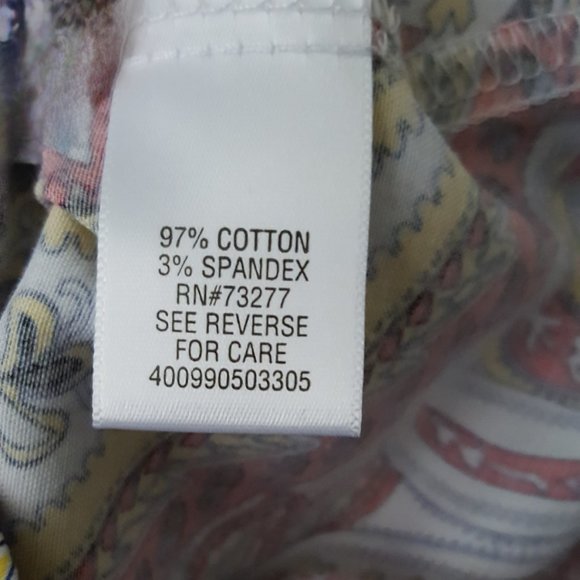 97% COTTON
3% SPANDEX
RN#73277
SEE REVERSE
FOR CARE
400990503305